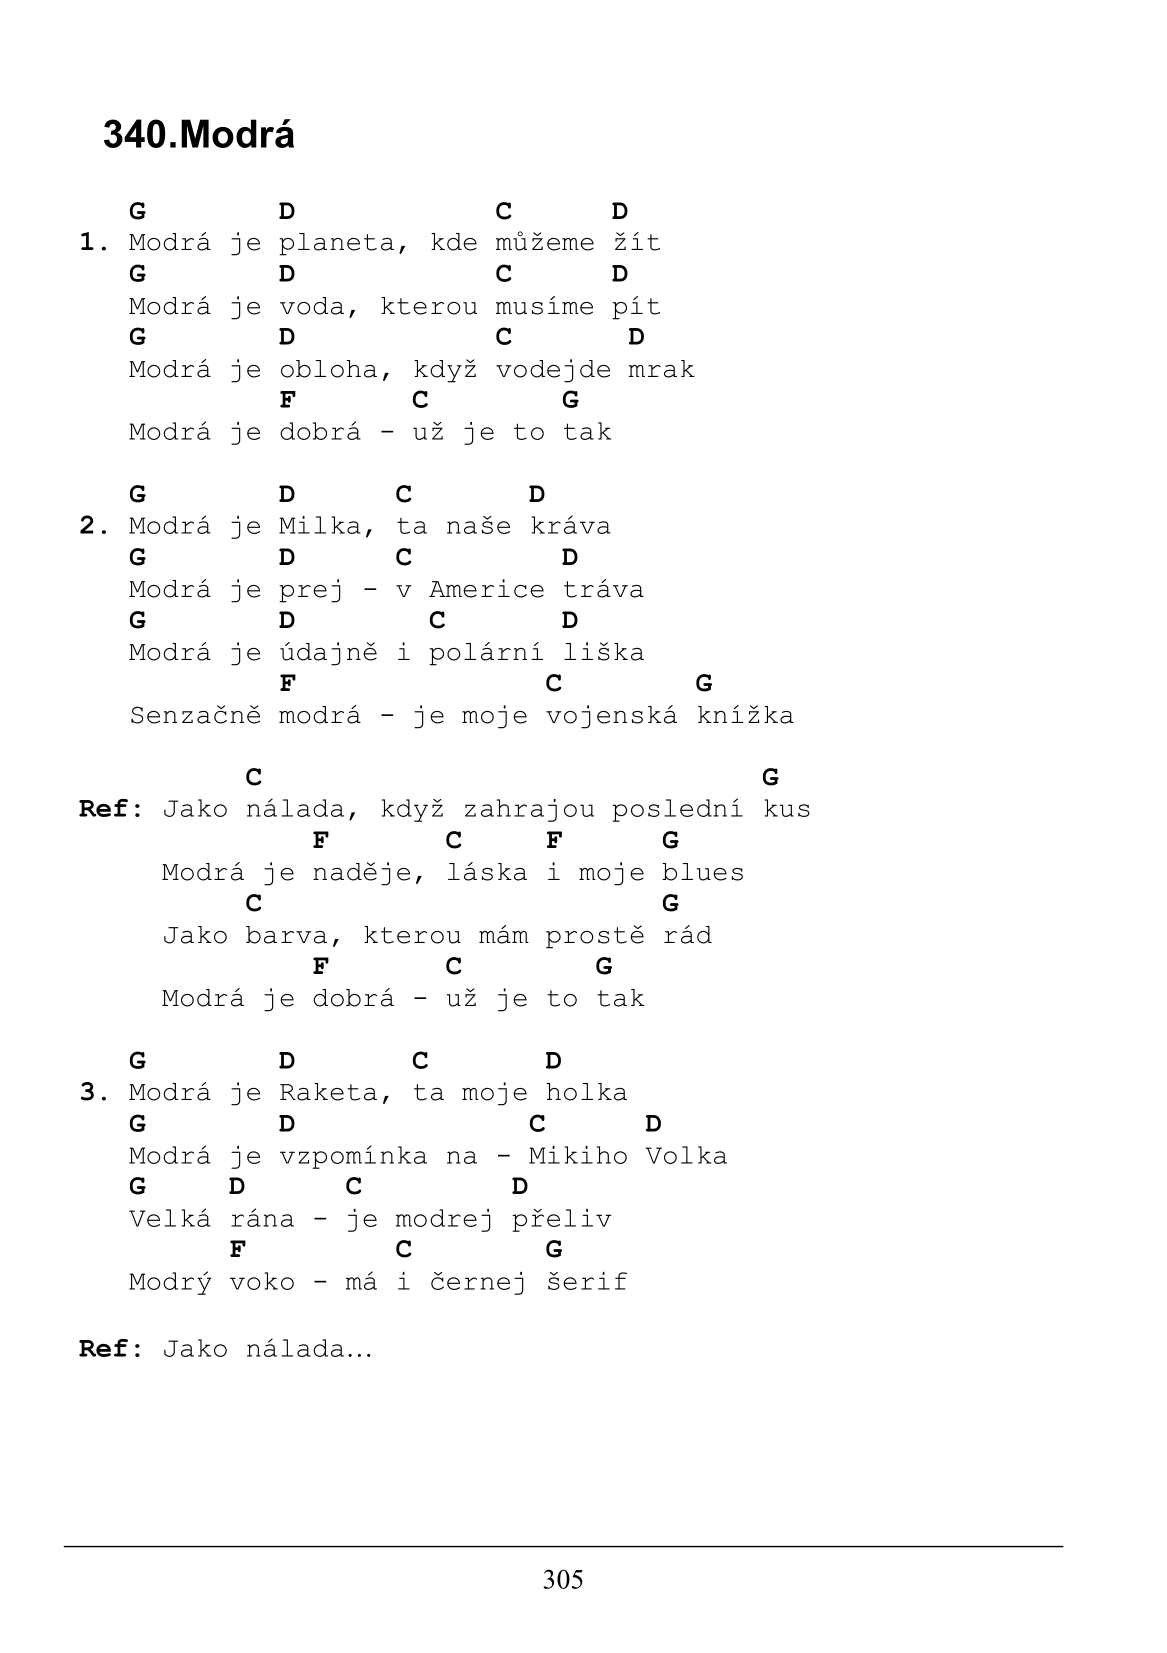 340.Modrá
G D C D
1. Modrá je planeta, kde můžeme žít
G D C D
Modrá je voda, kterou musíme pít
G D C D
Modrá je obloha, když vodejde mrak
F C G
Modrá je dobrá - už je to tak
G D C D
2. Modrá je Milka, ta naše kráva
G D C D
Modrá je prej - v Americe tráva
G D C D
Modrá je údajně i polární liška
F C G
Senzačně modrá - je moje vojenská knížka
C G
Ref: Jako nálada, když zahrajou poslední kus
F C F G
Modrá je naděje, láska i moje blues
C G
Jako barva, kterou mám prostě rád
F C G
Modrá je dobrá - už je to tak
G D C D
3. Modrá je Raketa, ta moje holka
G D C D
Modrá je vzpomínka na - Mikiho Volka
G D C D
Velká rána - je modrej přeliv
F C G
Modrý voko - má i černej šerif
Ref: Jako nálada…
305